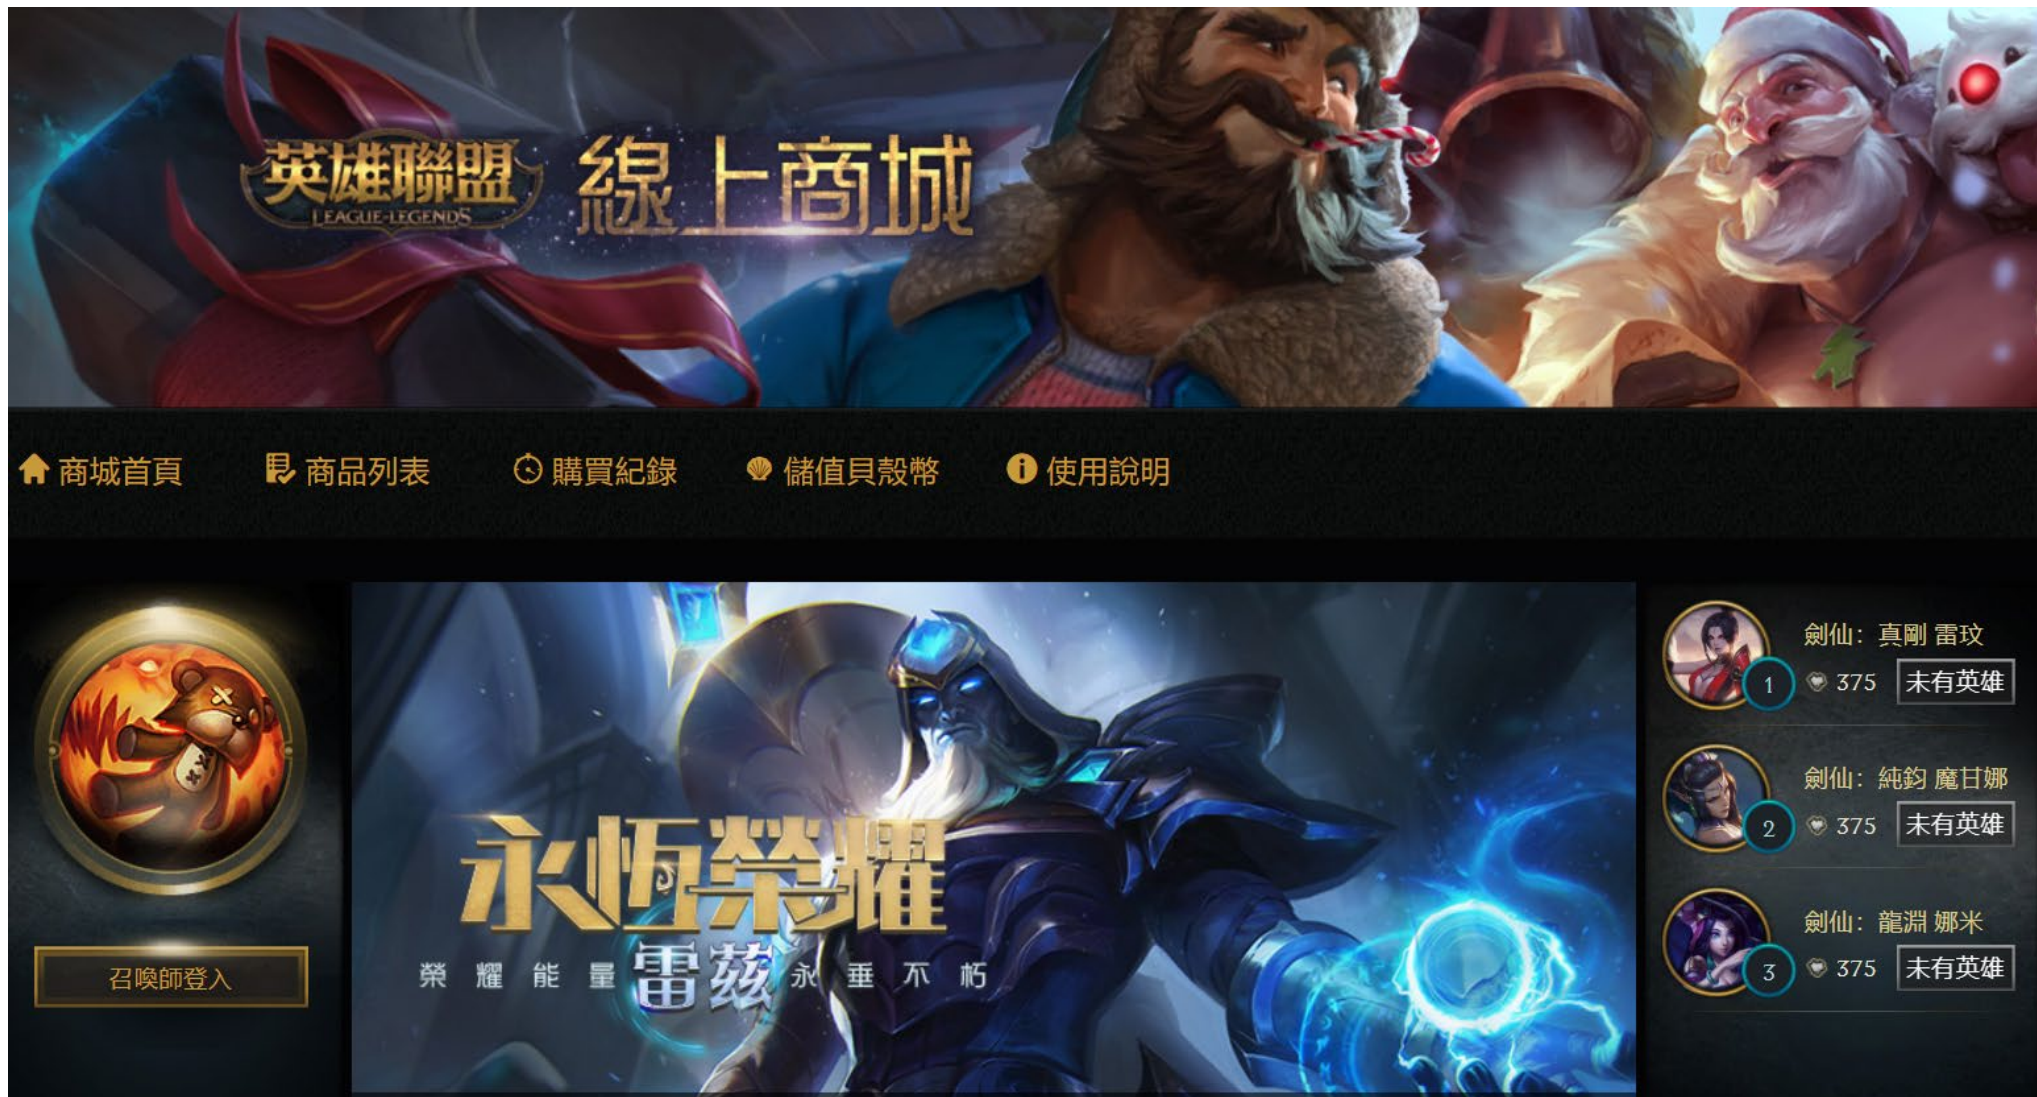 英雄聯盟
LEAGUE OF LEGENDS
線上商城
商城首頁
商品列表
購買紀錄
儲值貝殼幣
使用說明
召喚師登入
永恆榮耀
榮耀能量雷茲永垂不朽
劍仙：真剛 雷玟
1
375
未有英雄
劍仙：純鈞 魔甘娜
2
375
未有英雄
劍仙：龍淵 娜米
3
375
未有英雄